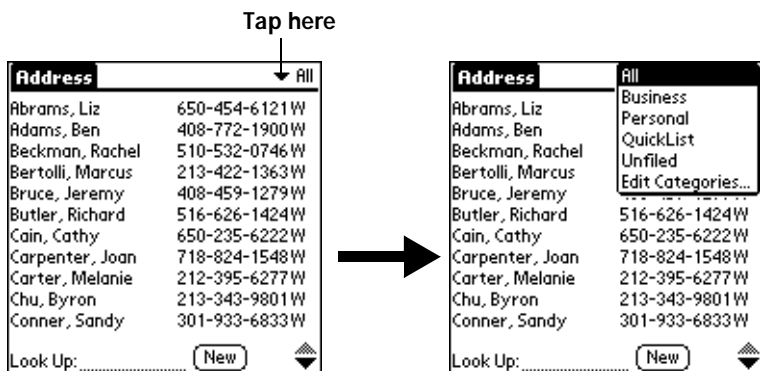 Tap here
Address All
Abrams, Liz 650-454-6121W
Adams, Ben 408-772-1900W
Beckman, Rachel 510-532-0746W
Bertolli, Marcus 213-422-1363W
Bruce, Jeremy 408-459-1279W
Butler, Richard 516-626-1424W
Cain, Cathy 650-235-6222W
Carpenter, Joan 718-824-1548W
Carter, Melanie 212-395-6277W
Chu, Byron 213-343-9801W
Conner, Sandy 301-933-6833W
Look Up: New
Address All
Business
Personal
QuickList
Unfiled
Edit Categories...
Abrams, Liz
Adams, Ben
Beckman, Rachel
Bertolli, Marcus
Bruce, Jeremy
Butler, Richard 516-626-1424W
Cain, Cathy 650-235-6222W
Carpenter, Joan 718-824-1548W
Carter, Melanie 212-395-6277W
Chu, Byron 213-343-9801W
Conner, Sandy 301-933-6833W
Look Up: New